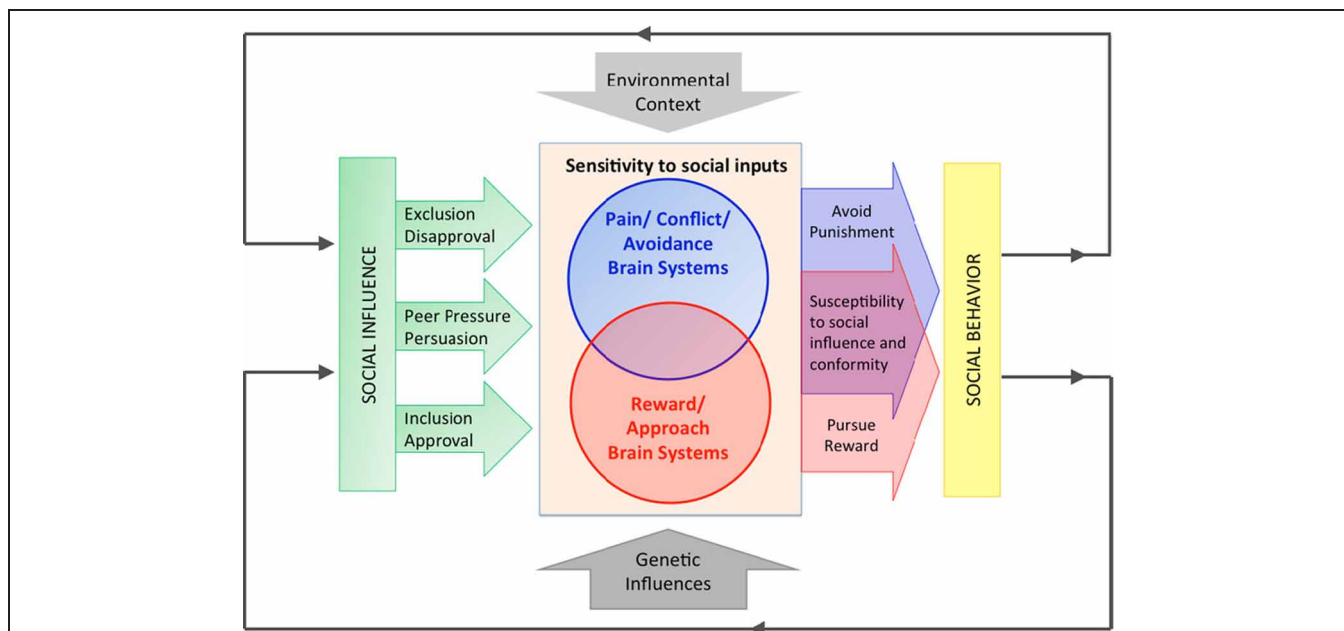 Environmental
Context
SOCIAL INFLUENCE
Exclusion
Disapproval
Peer Pressure
Persuasion
Inclusion
Approval
Sensitivity to social inputs
Pain/ Conflict/
Avoidance
Brain Systems
Reward/
Approach
Brain Systems
Avoid
Punishment
Susceptibility
to social
influence and
conformity
Pursue
Reward
SOCIAL BEHAVIOR
Genetic
Influences